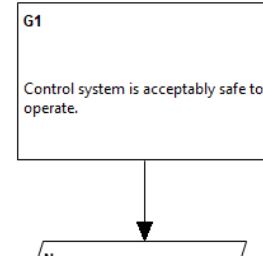 G1
Control system is acceptably safe to
operate.